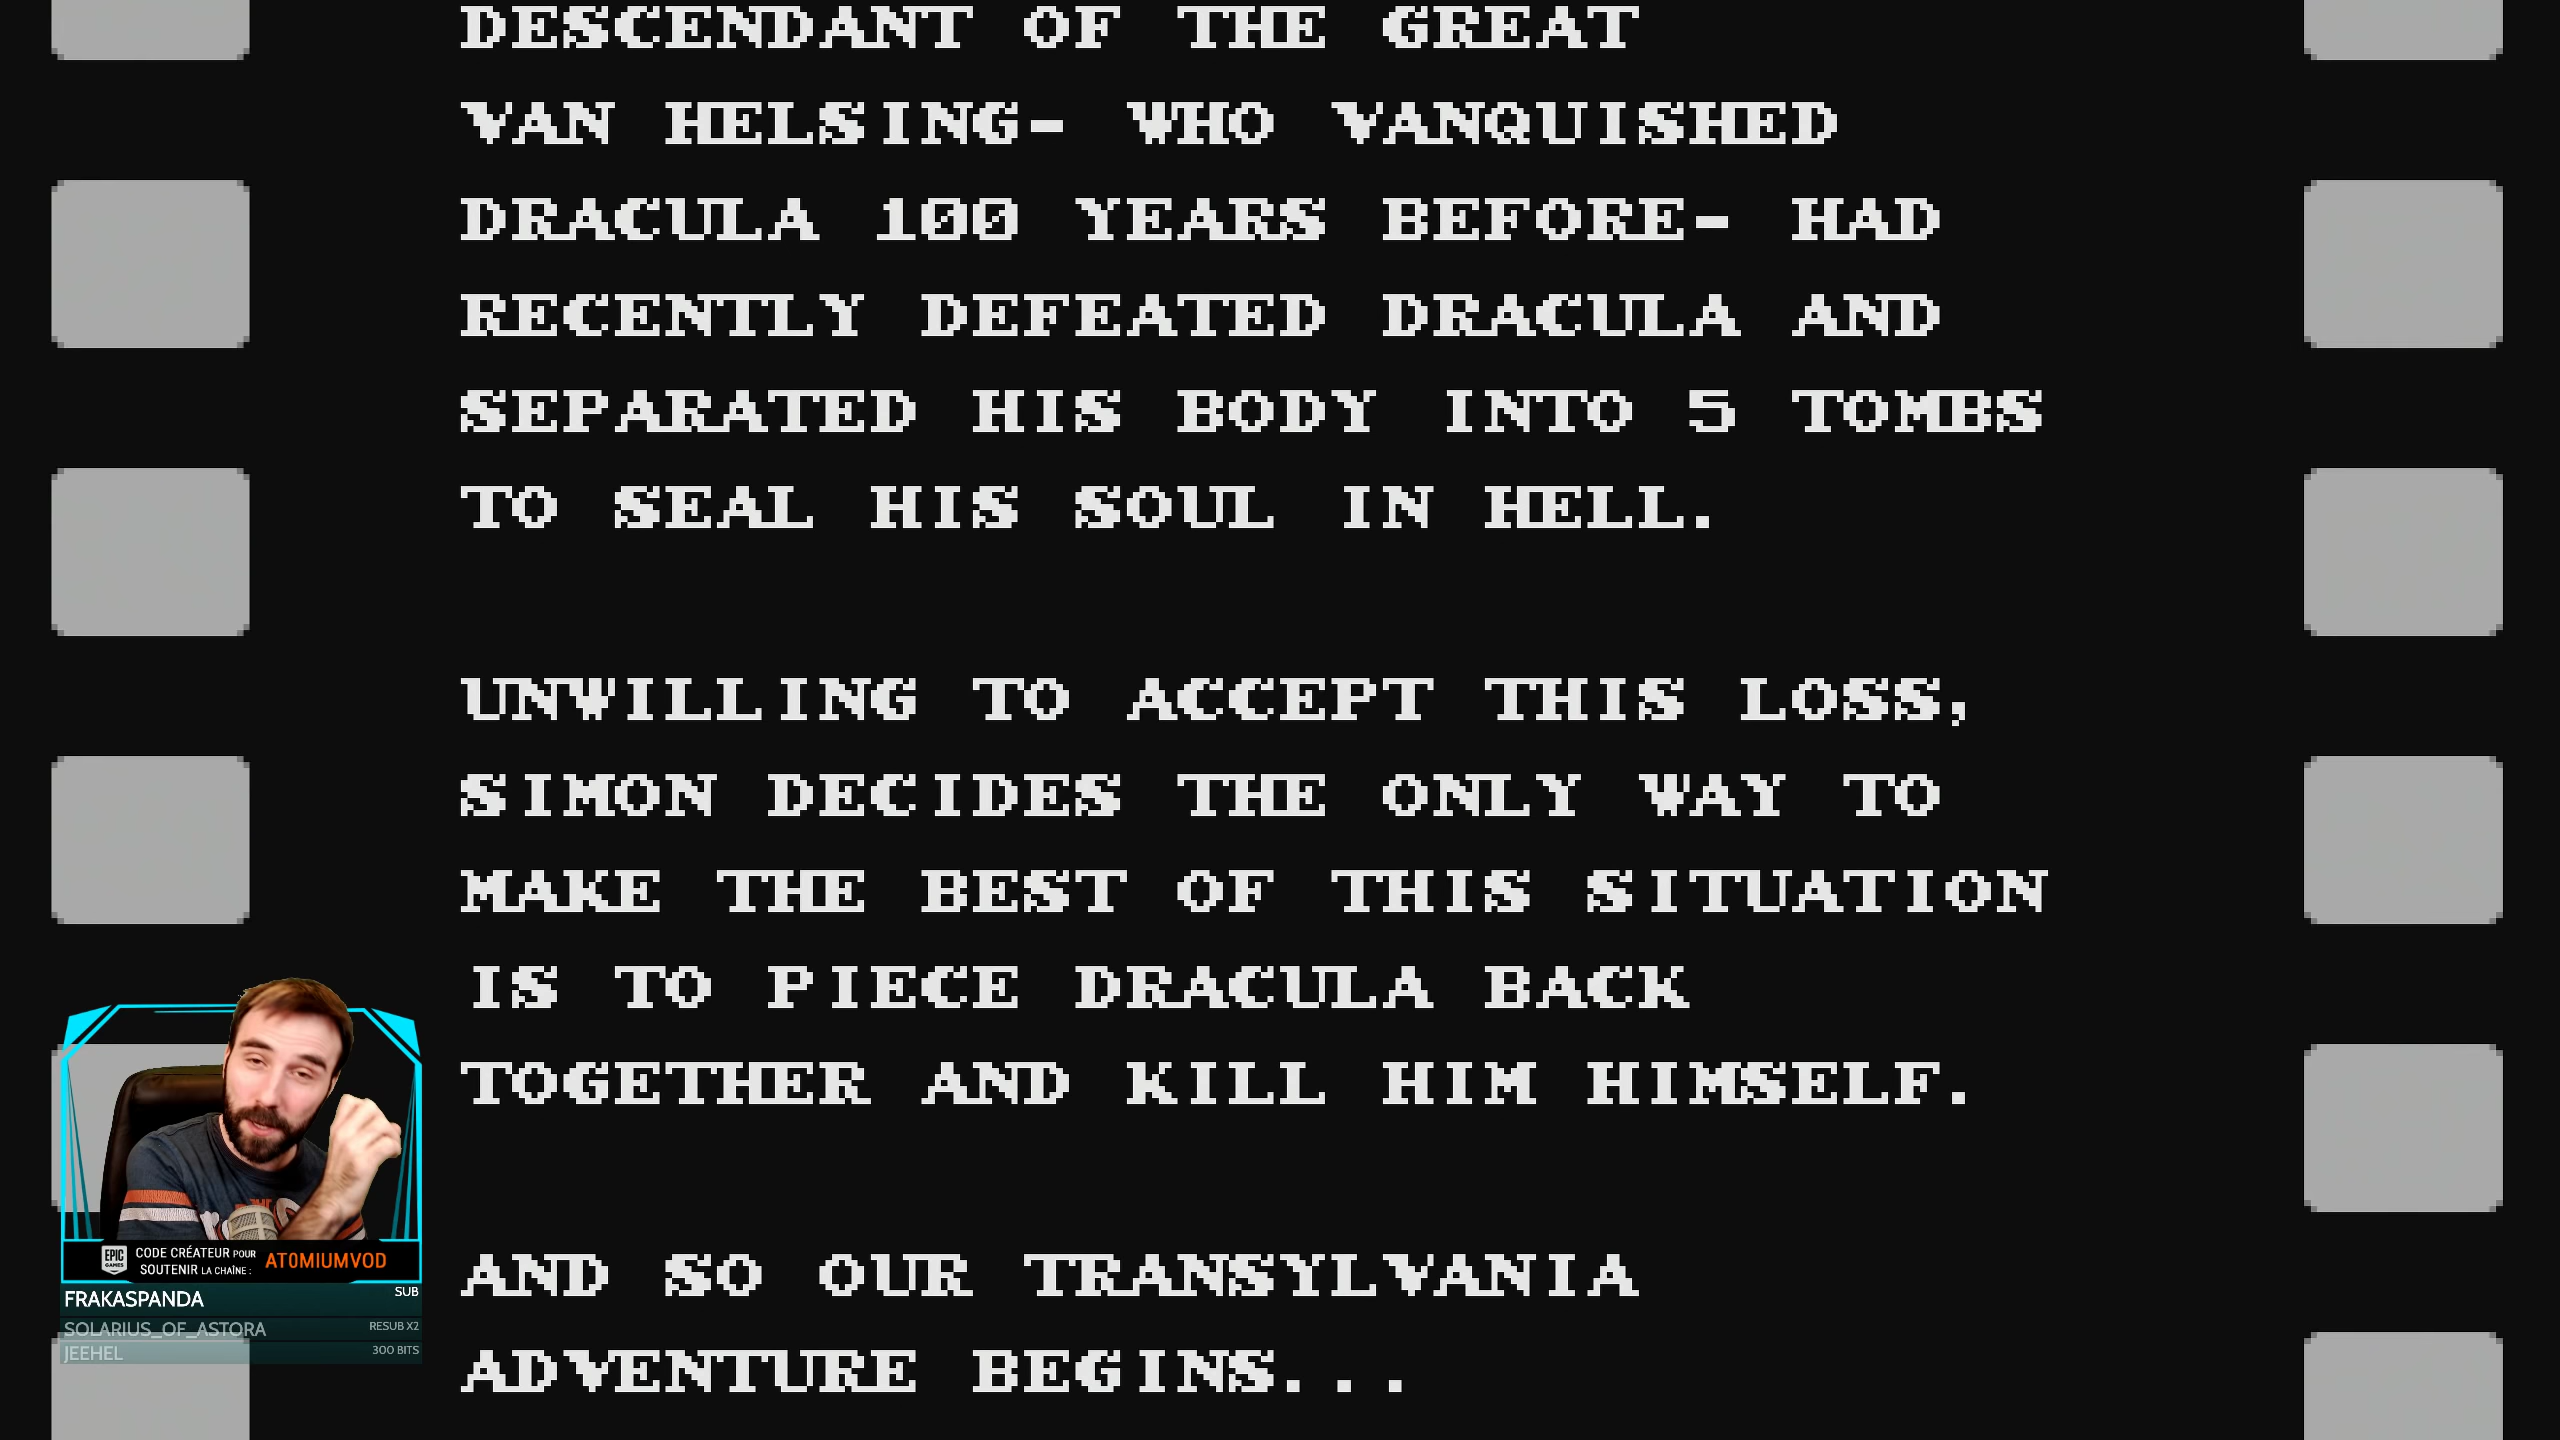 DESCENDANT OF THE GREAT
VAN HELSING- WHO VANQUISHED
DRACULA 100 YEARS BEFORE- HAD
RECENTLY DEFEATED DRACULA AND
SEPARATED HIS BODY INTO 5 TOMBS
TO SEAL HIS SOUL IN HELL.
UNWILLING TO ACCEPT THIS LOSS,
SIMON DECIDES THE ONLY WAY TO
MAKE THE BEST OF THIS SITUATION
IS TO PIECE DRACULA BACK
TOGETHER AND KILL HIM HIMSELF.
AND SO OUR TRANSYLVANIA
ADVENTURE BEGINS...
EPIC GAMES
CODE CRÉATEUR POUR
SOUTENIR LA CHAÎNE :
AT0MIUMVOD
FRAKASPANDA SUB
SOLARIUS_OF_ASTORA RESUB X2
JEEHEL 300 BITS